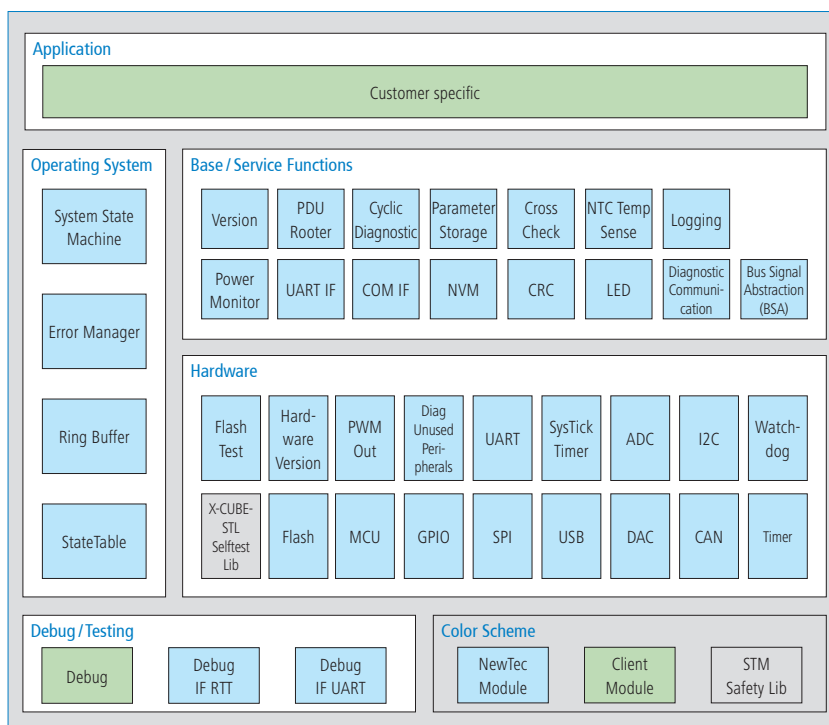 Application
Customer specific
Operating System
System State
Machine
Error Manager
Ring Buffer
StateTable
Base / Service Functions
Version
PDU
Rooter
Cyclic
Diagnostic
Parameter
Storage
Cross
Check
NTC Temp
Sense
Logging
Power
Monitor
UART IF
COM IF
NVM
CRC
LED
Diagnostic
Communi-
cation
Bus Signal
Abstraction
(BSA)
Hardware
Flash
Test
Hard-
ware
Version
PWM
Out
Diag
Unused
Peri-
pherals
UART
SysTick
Timer
ADC
I2C
Watch-
dog
X-CUBE-
STL
Selftest
Lib
Flash
MCU
GPIO
SPI
USB
DAC
CAN
Timer
Debug / Testing
Debug
Debug
IF RTT
Debug
IF UART
Color Scheme
NewTec
Module
Client
Module
STM
Safety Lib